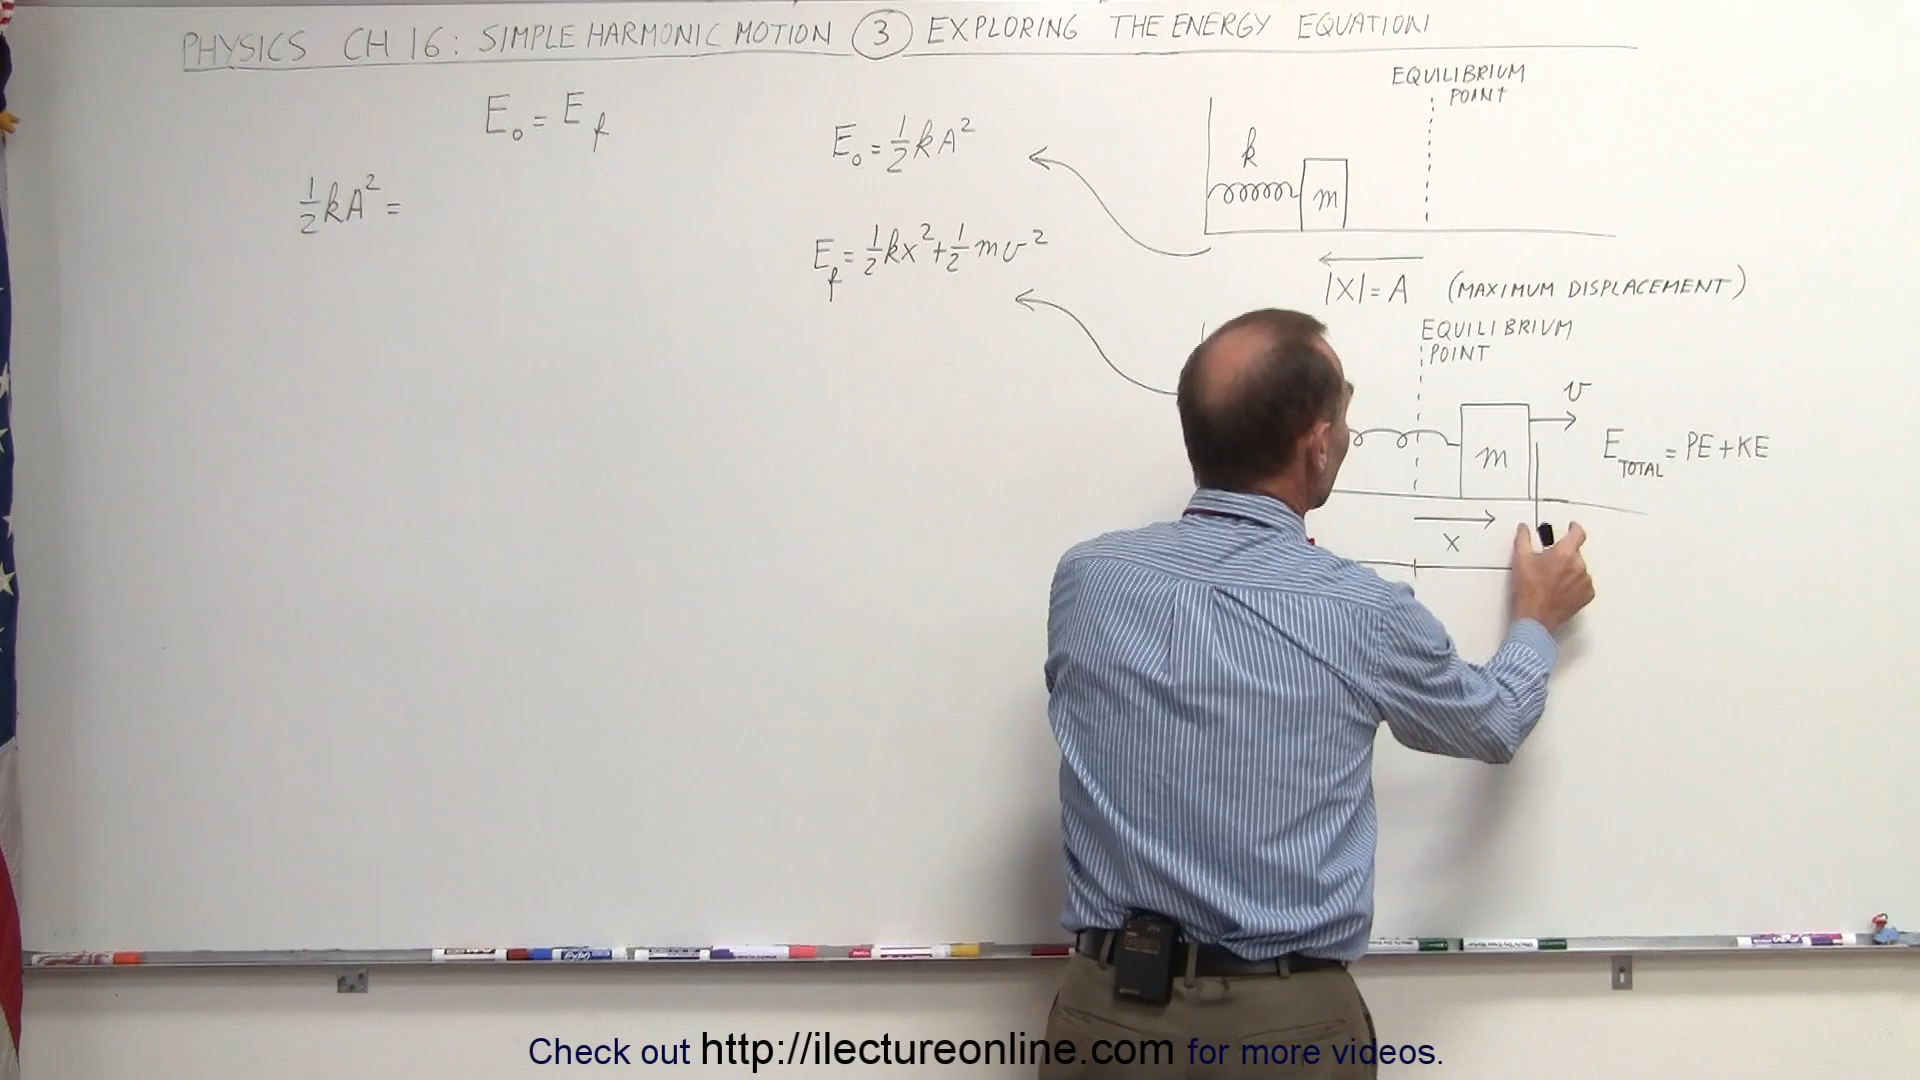 PHYSICS CH 16: SIMPLE HARMONIC MOTION 3 EXPLORING THE ENERGY EQUATION
E₀ = E_f
½kA² =
E₀ = ½kA²
E_f = ½kx² + ½mv²
EQUILIBRIUM
POINT
k
m
|X| = A (MAXIMUM DISPLACEMENT)
EQUILIBRIUM
POINT
v
m
E_TOTAL = PE + KE
X
Check out http://ilectureonline.com for more videos.